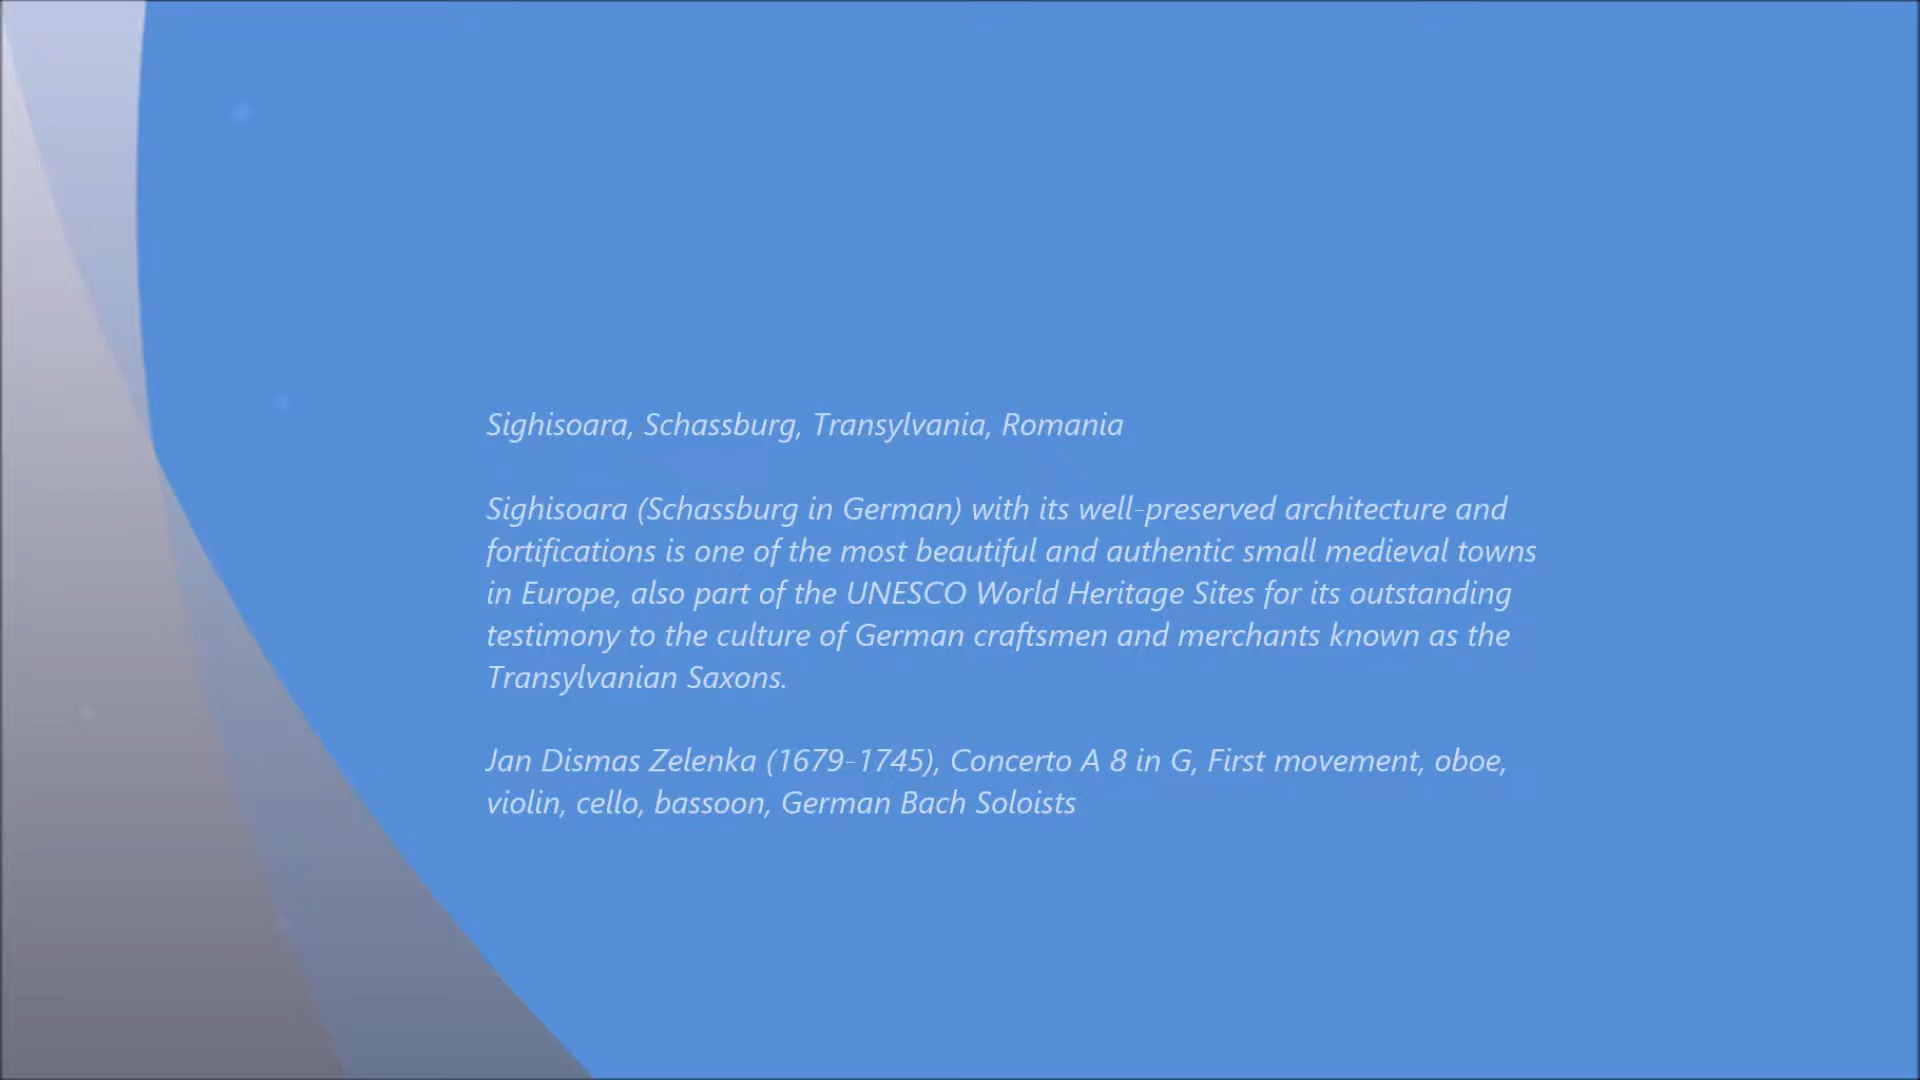 Sighisoara, Schassburg, Transylvania, Romania
Sighisoara (Schassburg in German) with its well-preserved architecture and
fortifications is one of the most beautiful and authentic small medieval towns
in Europe, also part of the UNESCO World Heritage Sites for its outstanding
testimony to the culture of German craftsmen and merchants known as the
Transylvanian Saxons.
Jan Dismas Zelenka (1679-1745), Concerto A 8 in G, First movement, oboe,
violin, cello, bassoon, German Bach Soloists